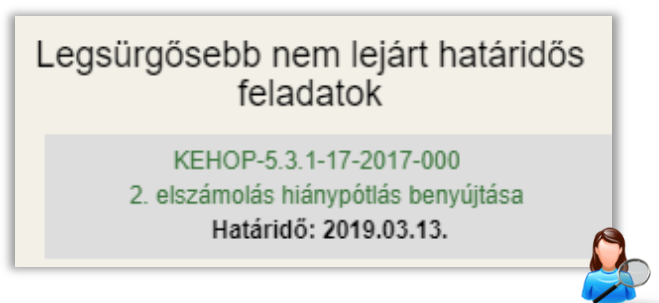 Legsürgősebb nem lejárt határidős
feladatok
KEHOP-5.3.1-17-2017-000
2. elszámolás hiánypótlás benyújtása
Határidő: 2019.03.13.